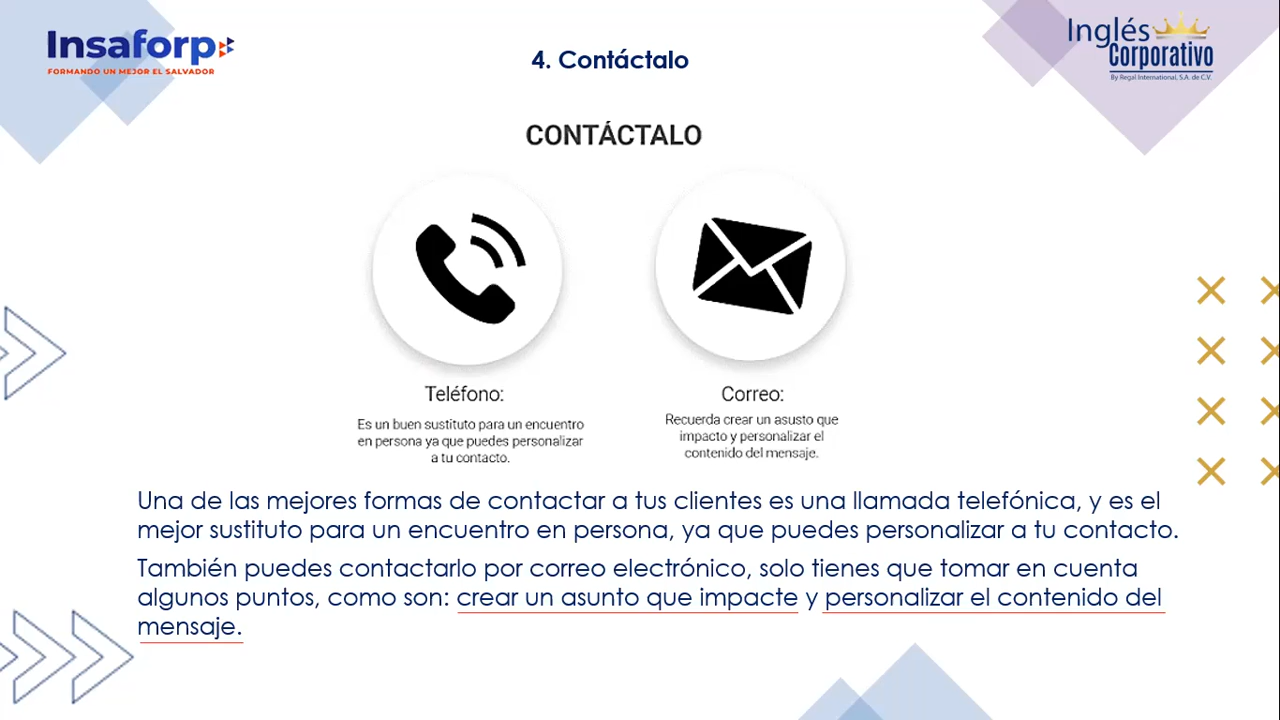 Insaforp
FORMANDO UN MEJOR EL SALVADOR
4. Contáctalo
Inglés
Corporativo
By Regal International, S.A. de C.V.
CONTÁCTALO
Teléfono:
Es un buen sustituto para un encuentro
en persona ya que puedes personalizar
a tu contacto.
Correo:
Recuerda crear un asusto que
impacto y personalizar el
contenido del mensaje.
Una de las mejores formas de contactar a tus clientes es una llamada telefónica, y es el
mejor sustituto para un encuentro en persona, ya que puedes personalizar a tu contacto.
También puedes contactarlo por correo electrónico, solo tienes que tomar en cuenta
algunos puntos, como son: crear un asunto que impacte y personalizar el contenido del
mensaje.